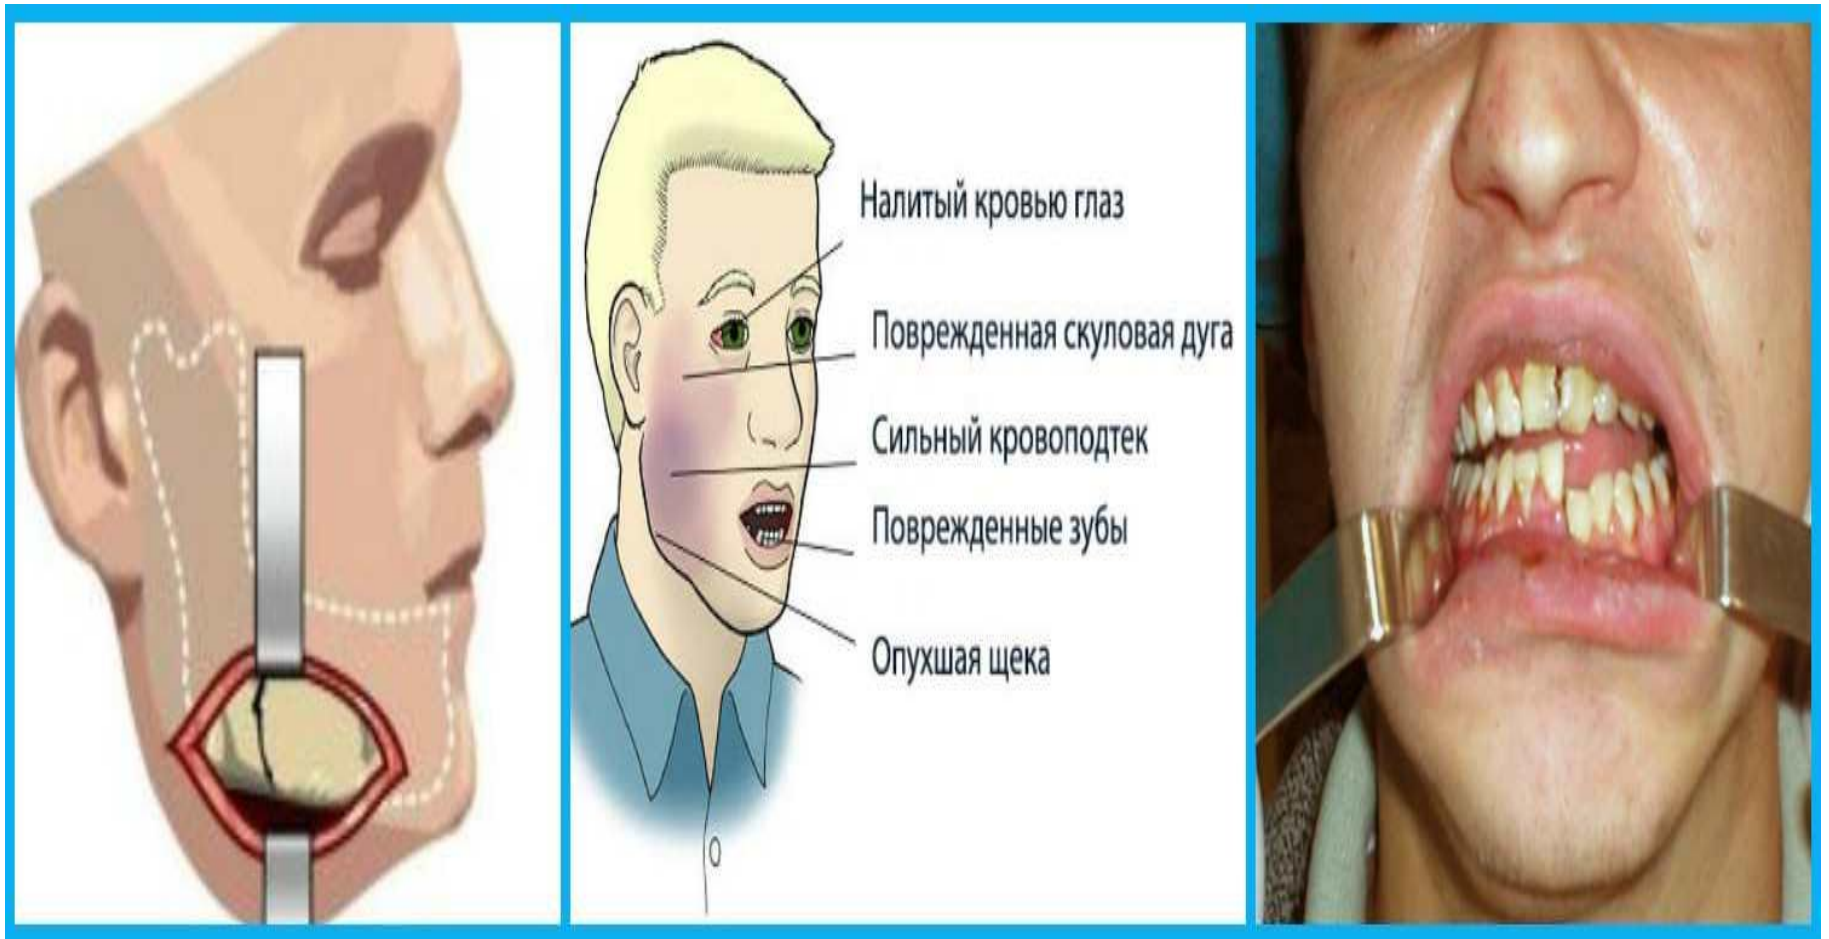 Налитый кровью глаз
Поврежденная скуловая дуга
Сильный кровоподтек
Поврежденные зубы
Опухшая щека